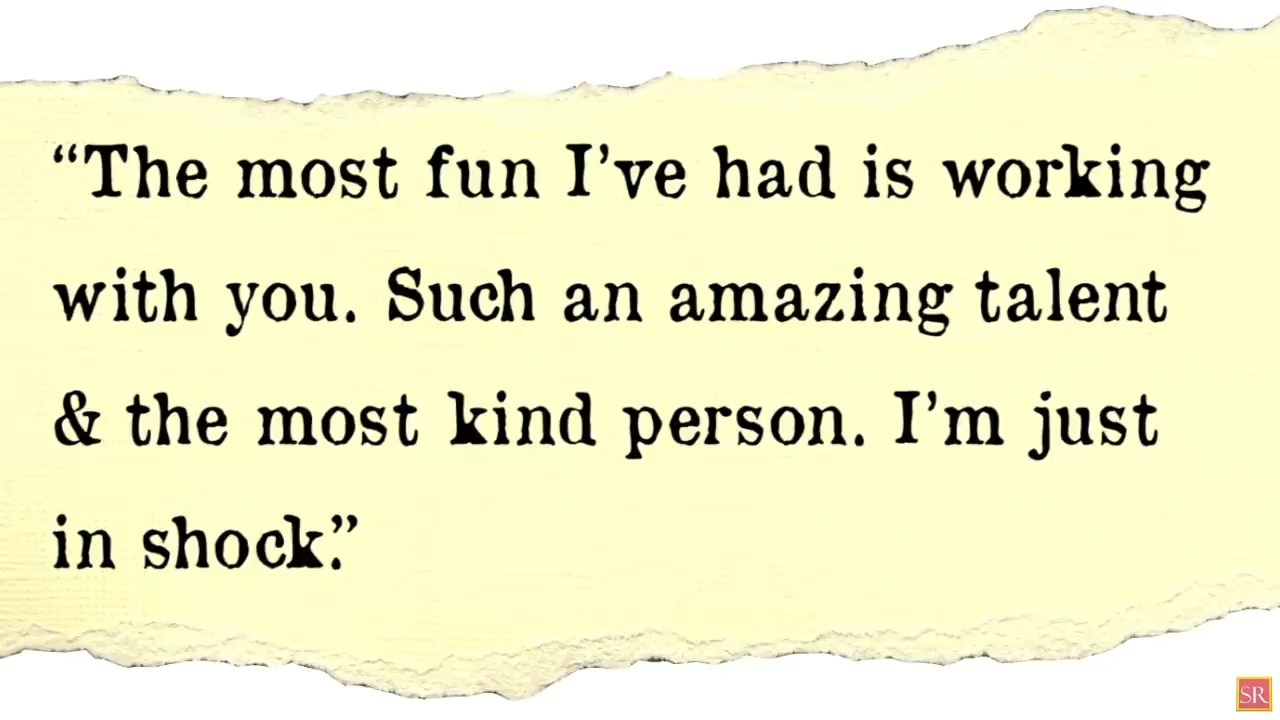 “The most fun I’ve had is working
with you. Such an amazing talent
& the most kind person. I’m just
in shock.”
SR